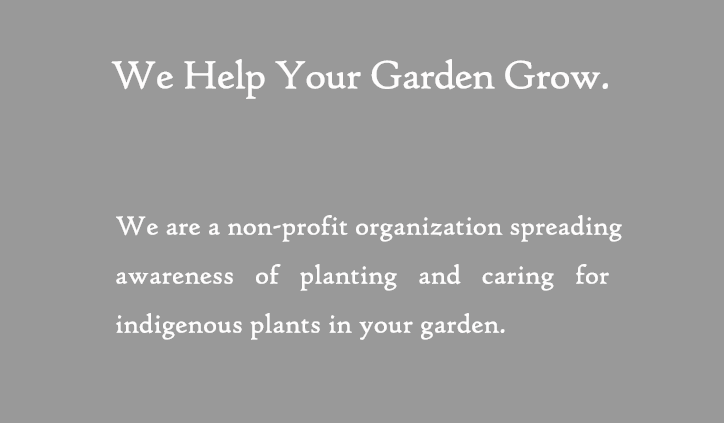 We Help Your Garden Grow.
We are a non-profit organization spreading
awareness of planting and caring for
indigenous plants in your garden.